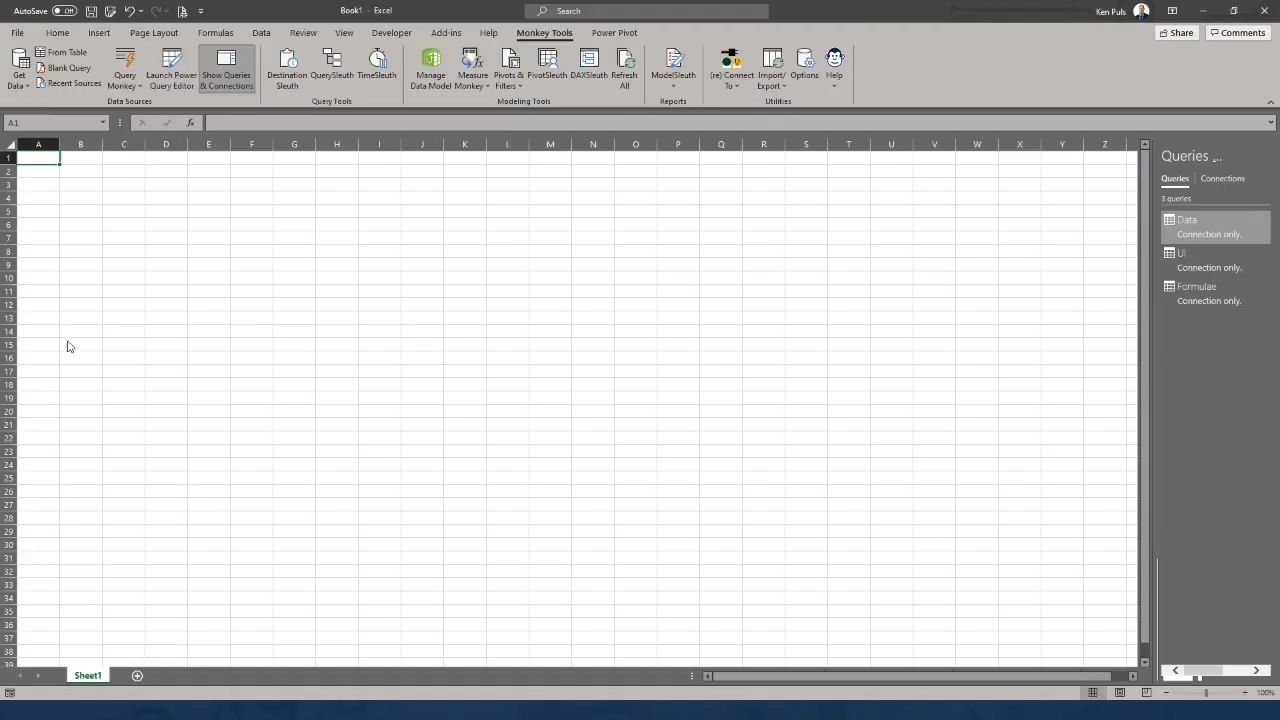 AutoSave Off Book1 - Excel Search Ken Puls
File Home Insert Page Layout Formulas Data Review View Developer Add-ins Help Monkey Tools Power Pivot Share Comments
Get Data
From Table
Blank Query
Recent Sources
Query Monkey
Launch Power Query Editor
Show Queries & Connections
Data Sources
Destination Sleuth
QuerySleuth
TimeSleuth
Query Tools
Manage Data Model
Measure Monkey
Pivots & Filters
PivotSleuth
DAXSleuth
Refresh All
Modeling Tools
ModelSleuth
Reports
(re) Connect To
Import/ Export
Options
Help
Utilities
A1 fx
A B C D E F G H I J K L M N O P Q R S T U V W X Y Z
1
2
3
4
5
6
7
8
9
10
11
12
13
14
15
16
17
18
19
20
21
22
23
24
25
26
27
28
29
30
31
32
33
34
35
36
37
38
39
Queries ...
Queries Connections
3 queries
Data
Connection only.
UI
Connection only.
Formulae
Connection only.
Sheet1
100%